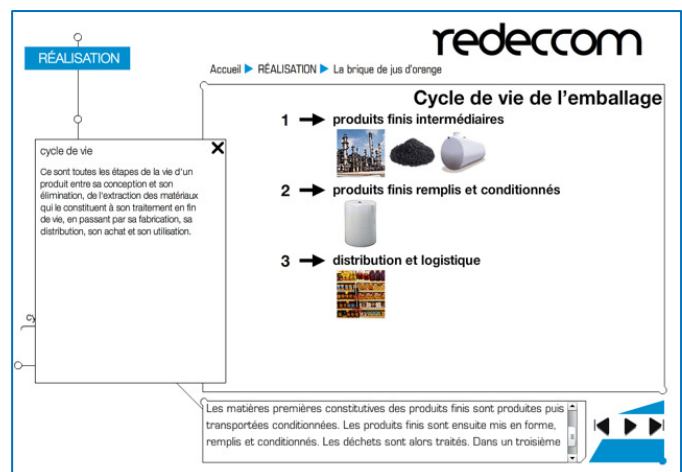 redeccom
RÉALISATION
Accueil ▶ RÉALISATION ▶ La brique de jus d'orange
Cycle de vie de l'emballage
1 → produits finis intermédiaires
2 → produits finis remplis et conditionnés
3 → distribution et logistique
cycle de vie
Ce sont toutes les étapes de la vie d'un
produit entre sa conception et son
élimination, de l'extraction des matériaux
qui le constituent à son traitement en fin
de vie, en passant par sa fabrication, sa
distribution, son achat et son utilisation.
Les matières premières constitutives des produits finis sont produites puis
transportées conditionnées. Les produits finis sont ensuite mis en forme,
remplis et conditionnés. Les déchets sont alors traités. Dans un troisième